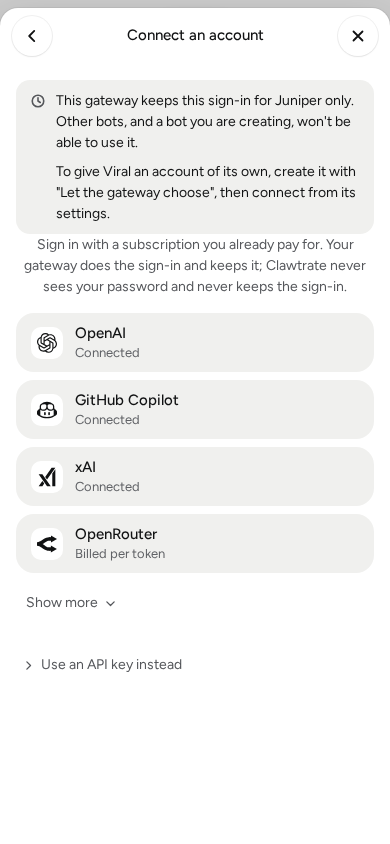 Connect an account
This gateway keeps this sign-in for Juniper only.
Other bots, and a bot you are creating, won't be
able to use it.
To give Viral an account of its own, create it with
"Let the gateway choose", then connect from its
settings.
Sign in with a subscription you already pay for. Your
gateway does the sign-in and keeps it; Clawtrate never
sees your password and never keeps the sign-in.
OpenAI
Connected
GitHub Copilot
Connected
xAI
Connected
OpenRouter
Billed per token
Show more
Use an API key instead